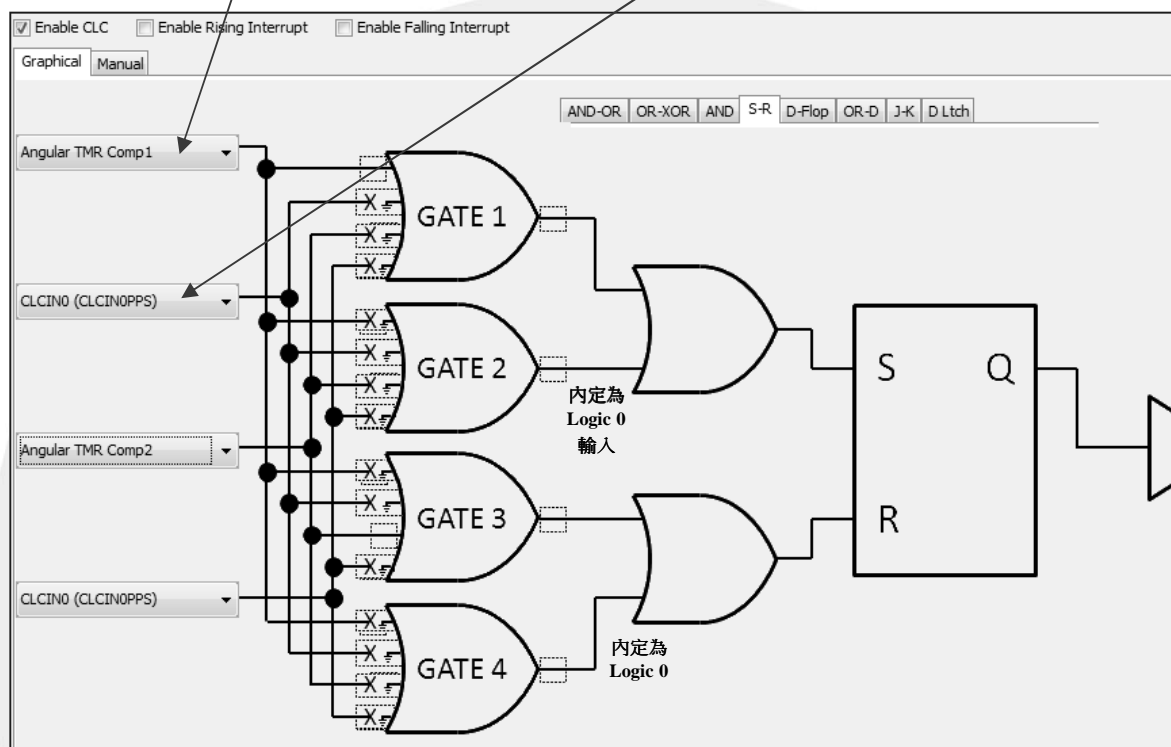 Enable CLC Enable Rising Interrupt Enable Falling Interrupt
Graphical Manual
AND-OR OR-XOR AND S-R D-Flop OR-D J-K D Ltch
Angular TMR Comp1
GATE 1
CLCIN0 (CLCIN0PPS)
GATE 2
S Q
內定為
Logic 0
輸入
Angular TMR Comp2
GATE 3
R
CLCIN0 (CLCIN0PPS)
GATE 4
內定為
Logic 0